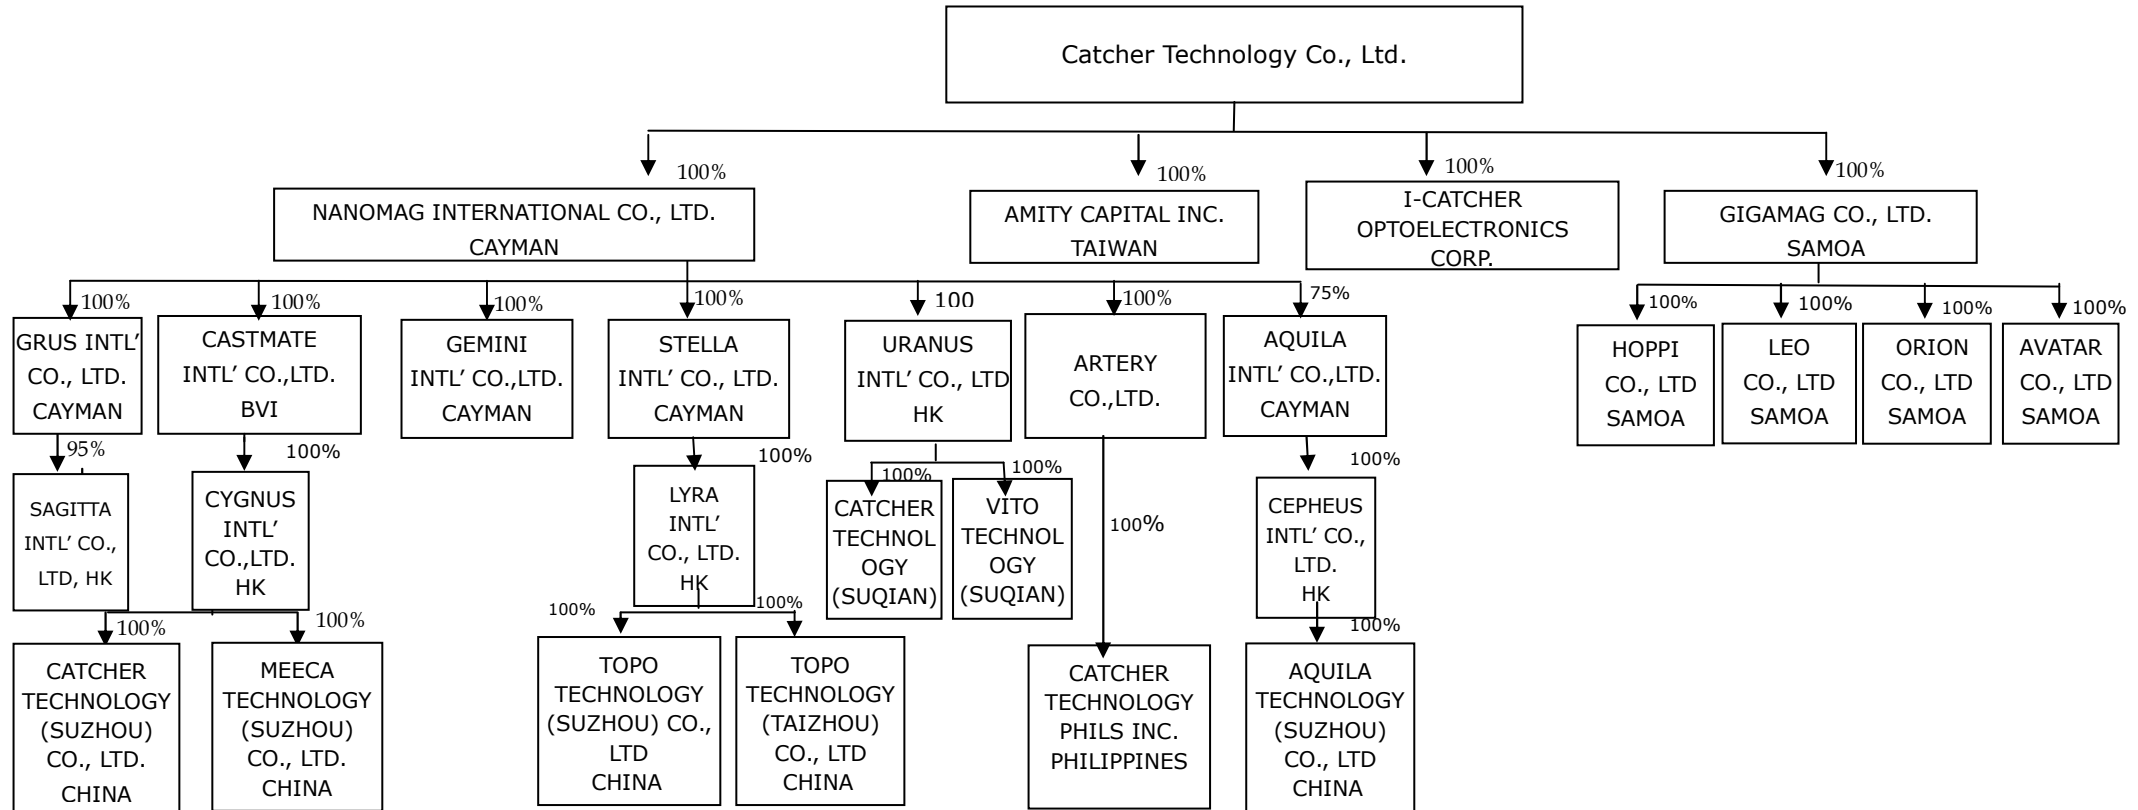 Catcher Technology Co., Ltd.
100%
100%
100%
100%
NANOMAG INTERNATIONAL CO., LTD.
CAYMAN
AMITY CAPITAL INC.
TAIWAN
I-CATCHER
OPTOELECTRONICS
CORP.
GIGAMAG CO., LTD.
SAMOA
100%
100%
100%
100%
100
100%
75%
100%
100%
100%
100%
GRUS INTL’
CO., LTD.
CAYMAN
CASTMATE
INTL’ CO.,LTD.
BVI
GEMINI
INTL’ CO.,LTD.
CAYMAN
STELLA
INTL’ CO., LTD.
CAYMAN
URANUS
INTL’ CO., LTD
HK
ARTERY
CO.,LTD.
AQUILA
INTL’ CO.,LTD.
CAYMAN
HOPPI
CO., LTD
SAMOA
LEO
CO., LTD
SAMOA
ORION
CO., LTD
SAMOA
AVATAR
CO., LTD
SAMOA
95%
100%
100%
100%
100%
100%
100%
SAGITTA
INTL’ CO.,
LTD, HK
CYGNUS
INTL’
CO.,LTD.
HK
LYRA
INTL’
CO., LTD.
HK
CATCHER
TECHNOL
OGY
(SUQIAN)
VITO
TECHNOL
OGY
(SUQIAN)
CEPHEUS
INTL’ CO.,
LTD.
HK
100%
100%
100%
100%
100%
CATCHER
TECHNOLOGY
(SUZHOU)
CO., LTD.
CHINA
MEECA
TECHNOLOGY
(SUZHOU)
CO., LTD.
CHINA
TOPO
TECHNOLOGY
(SUZHOU) CO.,
LTD
CHINA
TOPO
TECHNOLOGY
(TAIZHOU)
CO., LTD
CHINA
CATCHER
TECHNOLOGY
PHILS INC.
PHILIPPINES
AQUILA
TECHNOLOGY
(SUZHOU)
CO., LTD
CHINA